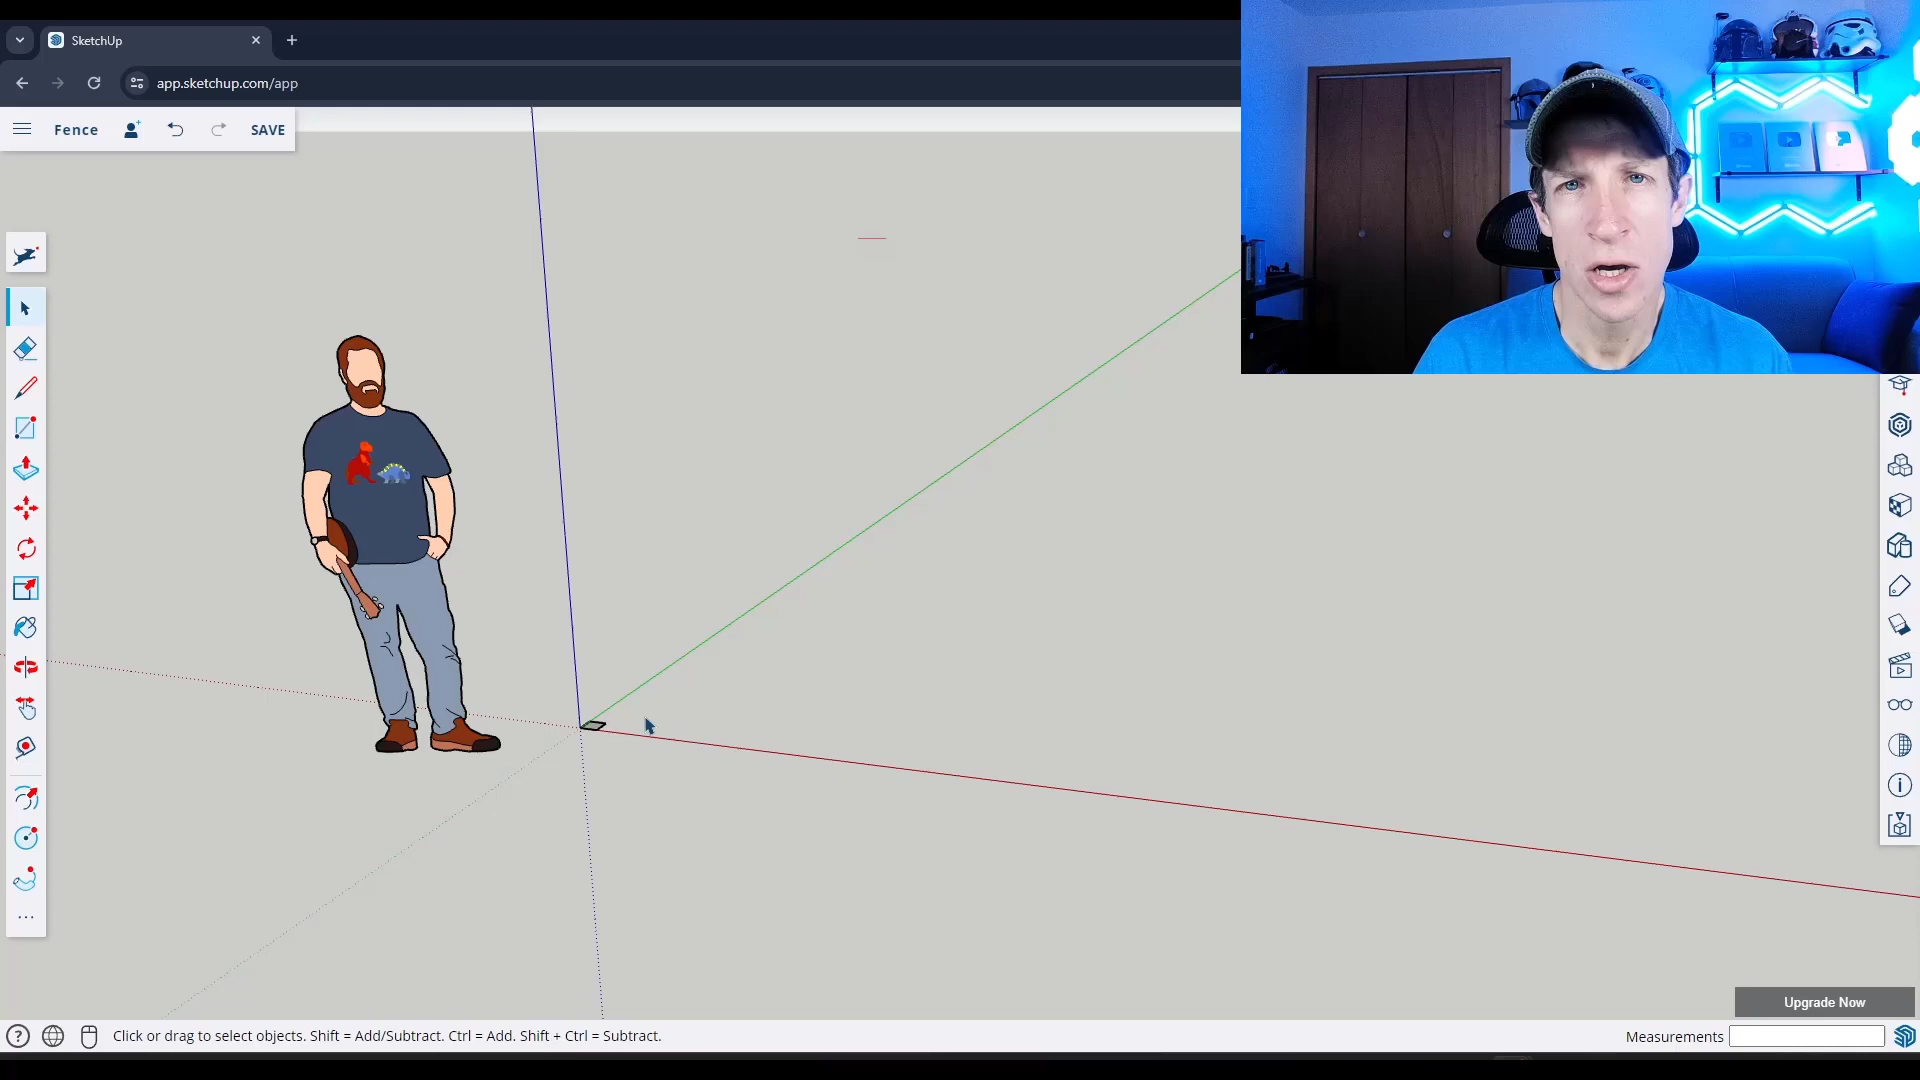 SketchUp
app.sketchup.com/app
Fence
SAVE
Upgrade Now
Click or drag to select objects. Shift = Add/Subtract. Ctrl = Add. Shift + Ctrl = Subtract.
Measurements